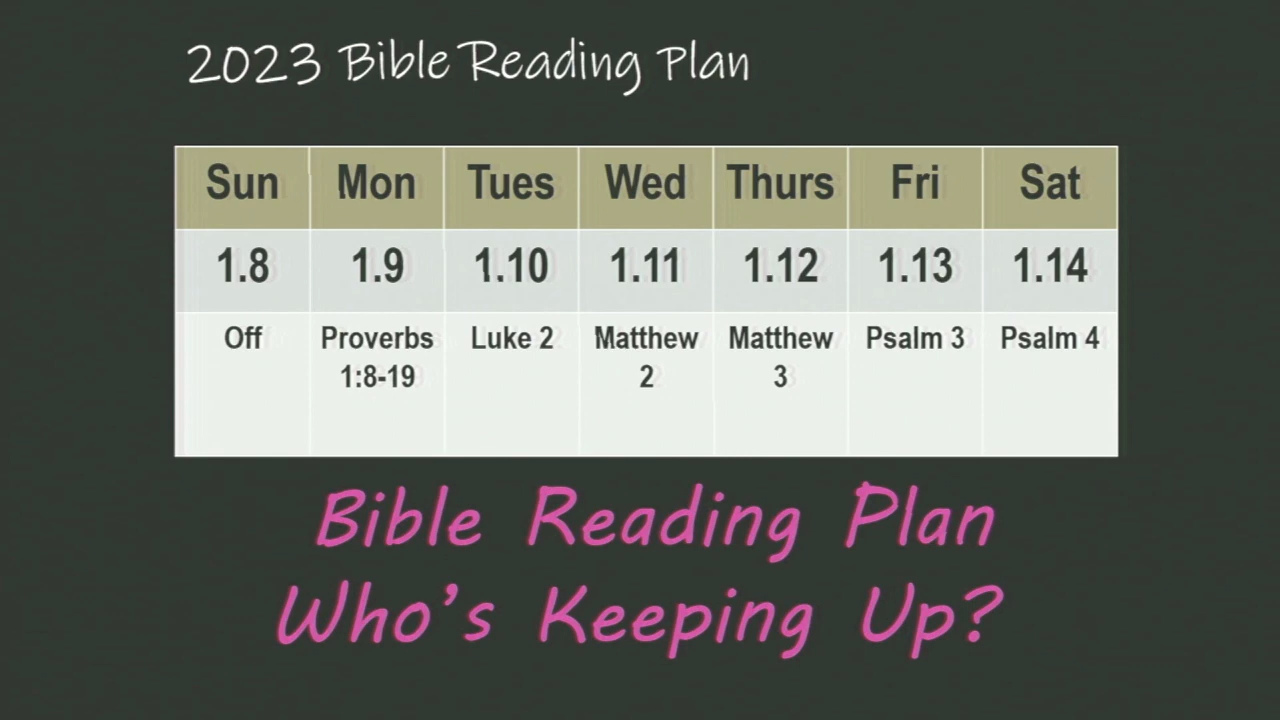 2023 Bible Reading Plan
Sun Mon Tues Wed Thurs Fri Sat
1.8 1.9 1.10 1.11 1.12 1.13 1.14
Off Proverbs 1:8-19 Luke 2 Matthew 2 Matthew 3 Psalm 3 Psalm 4
Bible Reading Plan
Who's Keeping Up?